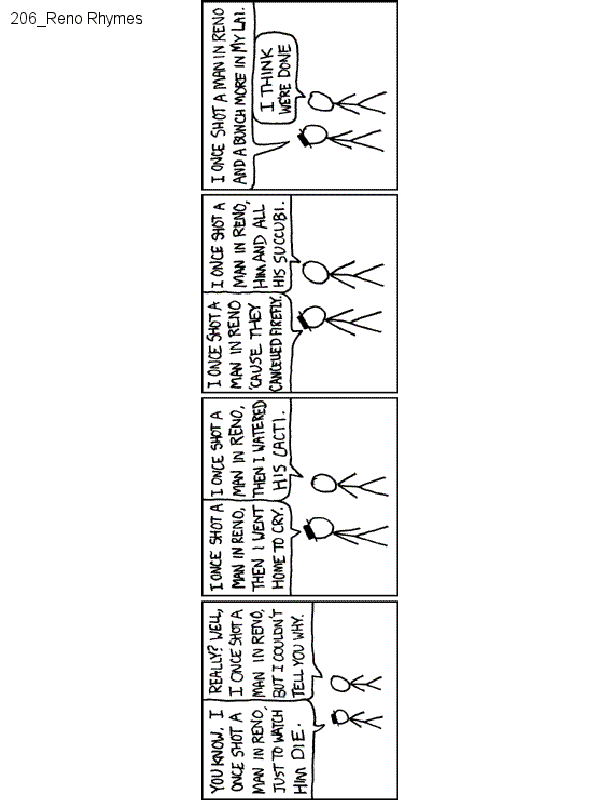 206_Reno Rhymes
YOU KNOW, I
ONCE SHOT A
MAN IN RENO,
JUST TO WATCH
HIM DIE.
REALLY? WELL,
I ONCE SHOT A
MAN IN RENO,
BUT I COULDN'T
TELL YOU WHY.
I ONCE SHOT A
MAN IN RENO,
THEN I WENT
HOME TO CRY.
I ONCE SHOT A
MAN IN RENO,
THEN I WATERED
HIS CACTI.
I ONCE SHOT A
MAN IN RENO
'CAUSE THEY
CANCELLED FIREFLY.
I ONCE SHOT A
MAN IN RENO,
HIM AND ALL
HIS SUCCUBI.
I ONCE SHOT A MAN IN RENO
AND A BUNCH MORE IN MY LAI.
I THINK
WE'RE DONE